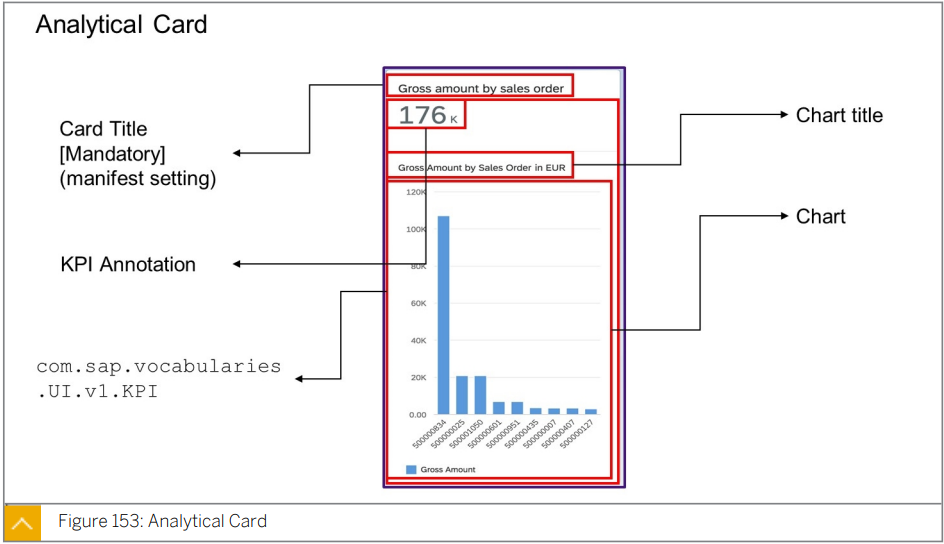 Analytical Card
Card Title
[Mandatory]
(manifest setting)
KPI Annotation
com.sap.vocabularies
.UI.v1.KPI
Gross amount by sales order
176 K
Gross Amount by Sales Order in EUR
120K
100K
80K
60K
40K
20K
0.00
500000834
500000025
500001050
500000601
500000951
500000435
500000007
500000407
500000127
Gross Amount
Chart title
Chart
Figure 153: Analytical Card